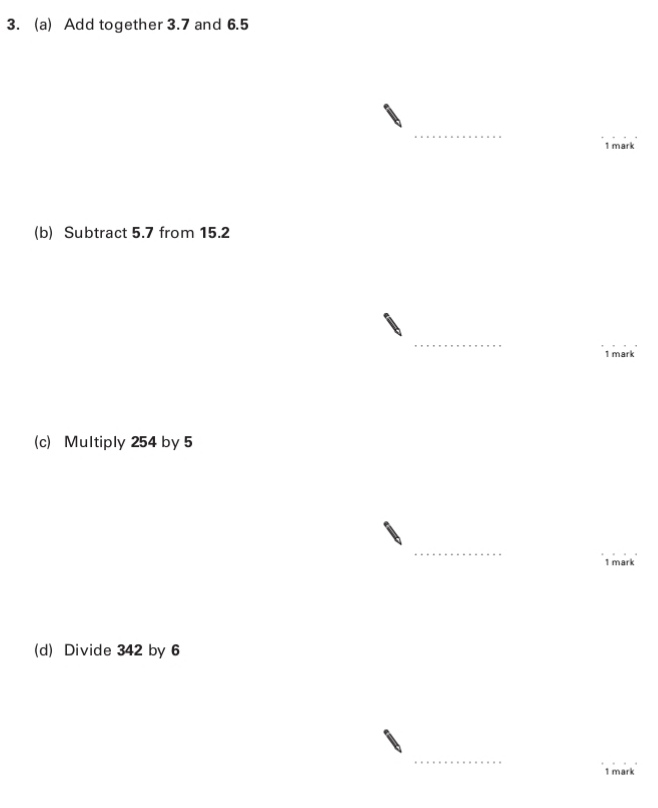 3. (a) Add together 3.7 and 6.5
1 mark
(b) Subtract 5.7 from 15.2
1 mark
(c) Multiply 254 by 5
1 mark
(d) Divide 342 by 6
1 mark